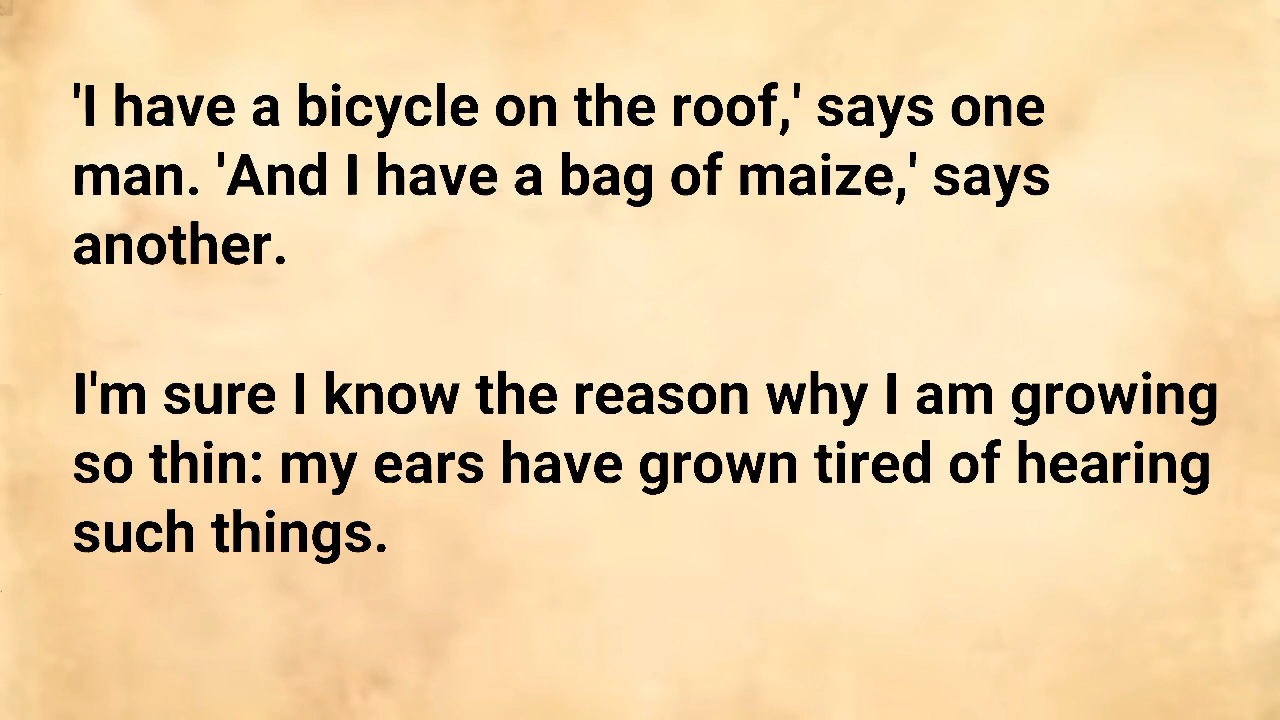 'I have a bicycle on the roof,' says one
man. 'And I have a bag of maize,' says
another.
I'm sure I know the reason why I am growing
so thin: my ears have grown tired of hearing
such things.